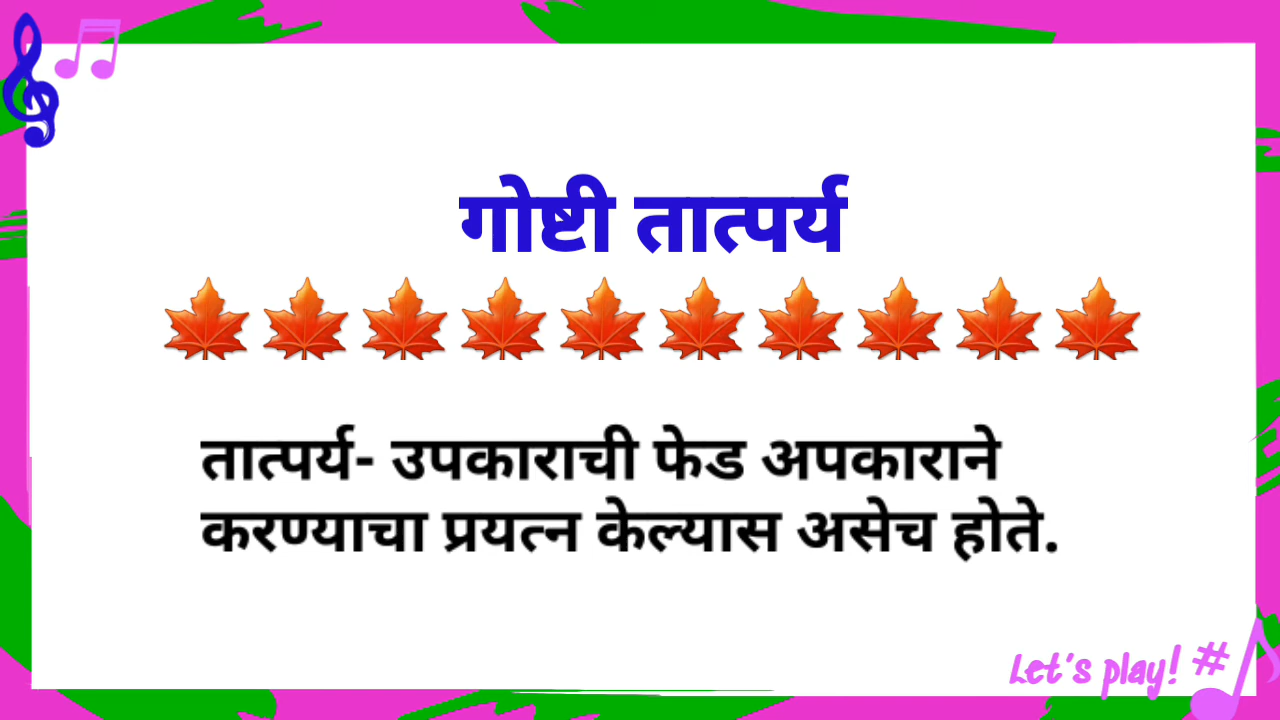 गोष्टी तात्पर्य
तात्पर्य- उपकाराची फेड अपकाराने
करण्याचा प्रयत्न केल्यास असेच होते.
Let's play! #